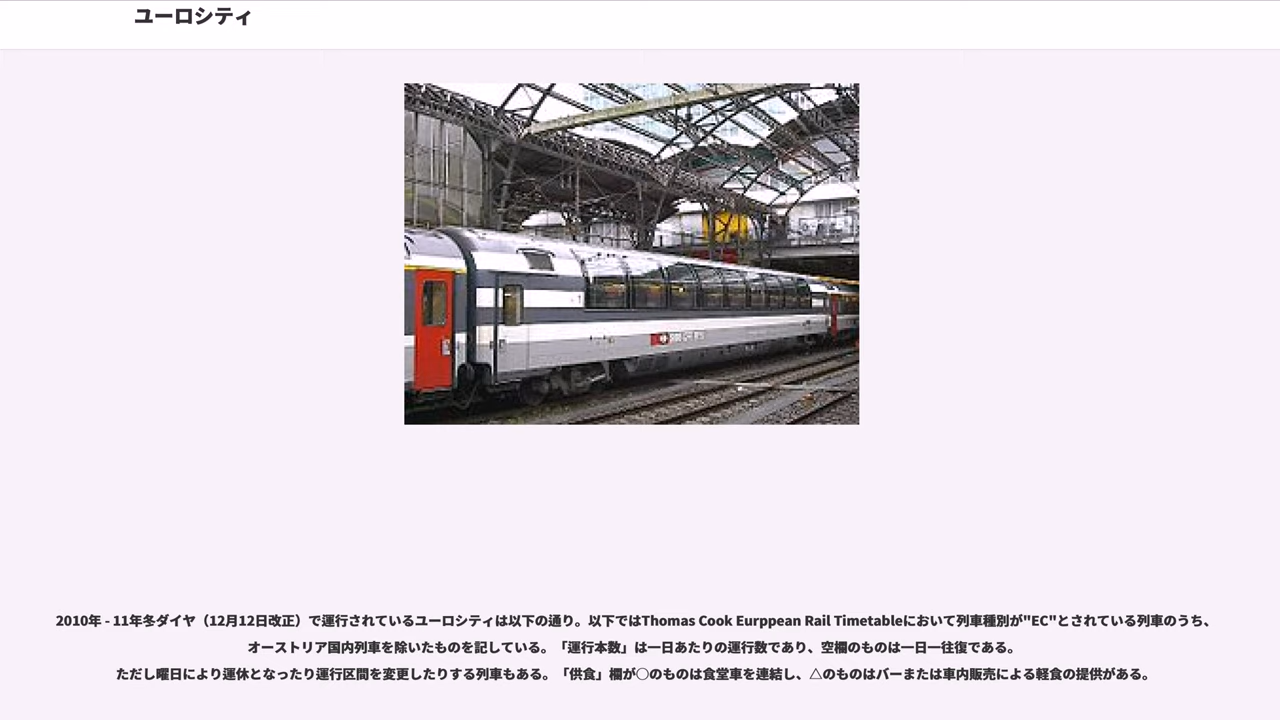 ユーロシティ
2010年 - 11年冬ダイヤ（12月12日改正）で運行されているユーロシティは以下の通り。以下ではThomas Cook Eurppean Rail Timetableにおいて列車種別が"EC"とされている列車のうち、
オーストリア国内列車を除いたものを記している。「運行本数」は一日あたりの運行数であり、空欄のものは一日一往復である。
ただし曜日により運休となったり運行区間を変更したりする列車もある。「供食」欄が○のものは食堂車を連結し、△のものはバーまたは車内販売による軽食の提供がある。